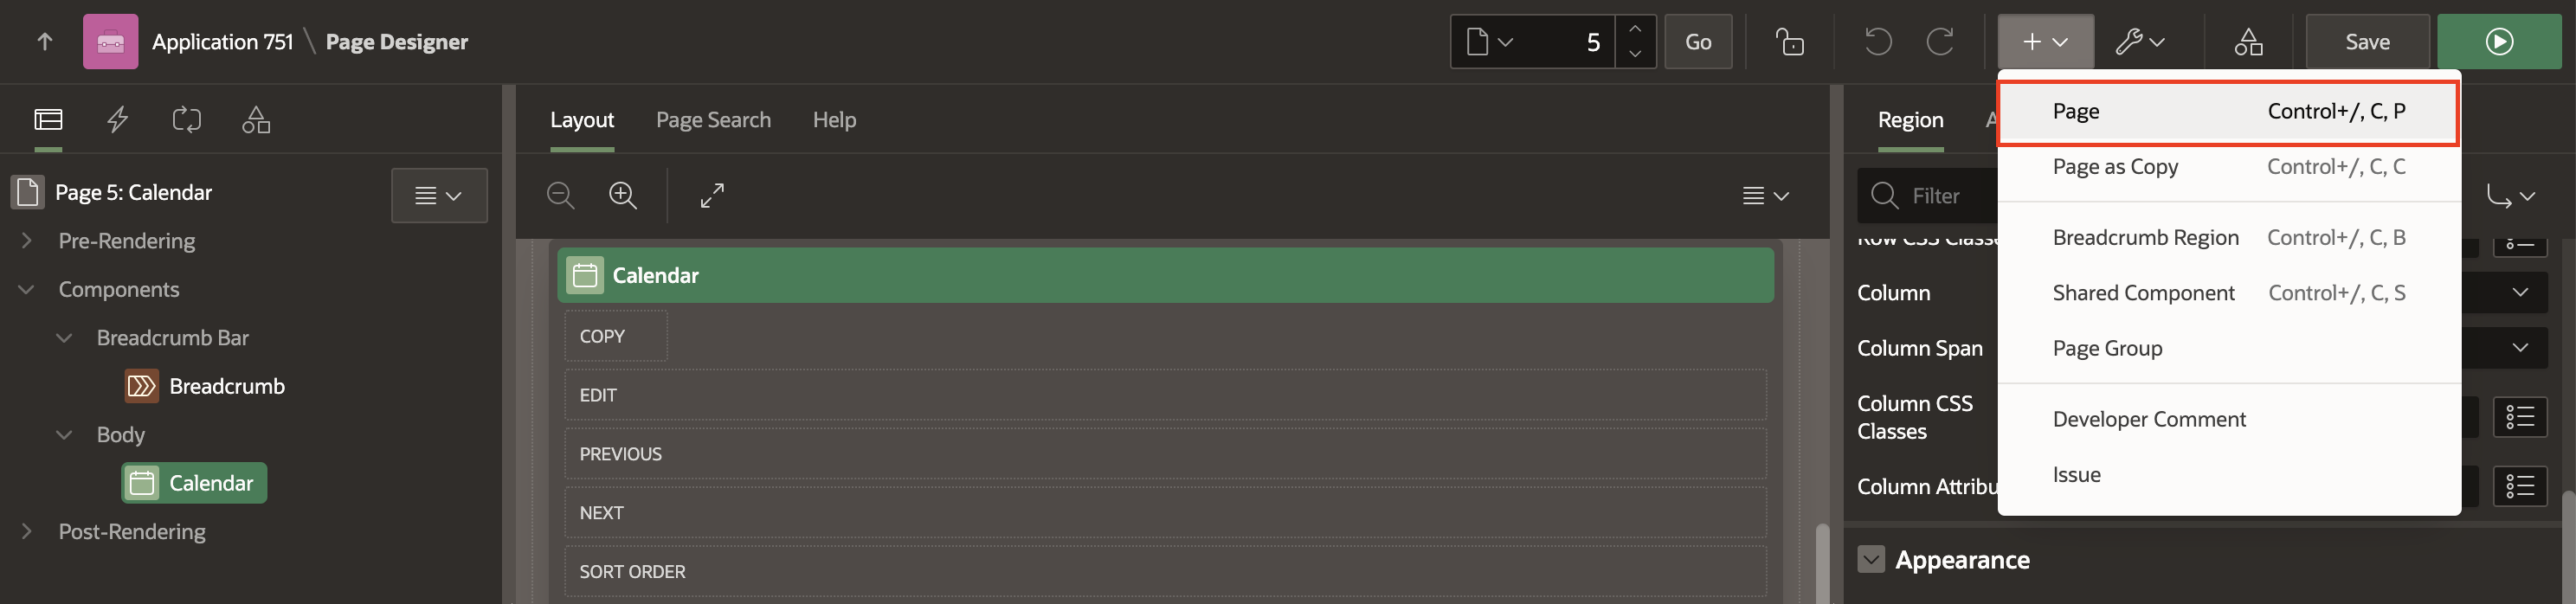 Application 751 \ Page Designer
5
Go
Save
Page Control+/, C, P
Page as Copy Control+/, C, C
Breadcrumb Region Control+/, C, B
Shared Component Control+/, C, S
Page Group
Developer Comment
Issue
Page 5: Calendar
Pre-Rendering
Components
Breadcrumb Bar
Breadcrumb
Body
Calendar
Post-Rendering
Layout Page Search Help
Calendar
COPY
EDIT
PREVIOUS
NEXT
SORT ORDER
Region A
Filter
Row CSS Classe
Column
Column Span
Column CSS
Classes
Column Attribu
Appearance